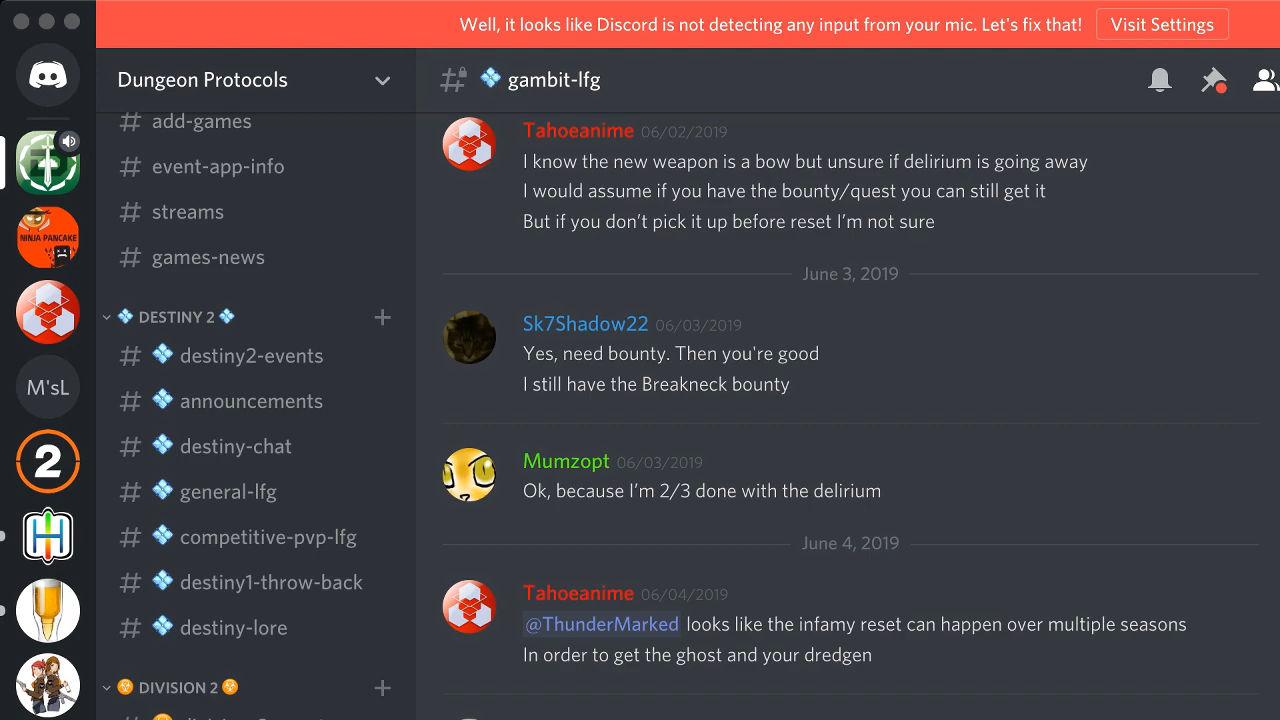 Well, it looks like Discord is not detecting any input from your mic. Let's fix that!
Visit Settings
Dungeon Protocols
# add-games
# event-app-info
# streams
# games-news
DESTINY 2
# destiny2-events
# announcements
# destiny-chat
# general-lfg
# competitive-pvp-lfg
# destiny1-throw-back
# destiny-lore
DIVISION 2
NINJA PANCAKE
M'sL
2
H
gambit-lfg
Tahoeanime 06/02/2019
I know the new weapon is a bow but unsure if delirium is going away
I would assume if you have the bounty/quest you can still get it
But if you don’t pick it up before reset I’m not sure
June 3, 2019
Sk7Shadow22 06/03/2019
Yes, need bounty. Then you're good
I still have the Breakneck bounty
Mumzopt 06/03/2019
Ok, because I’m 2/3 done with the delirium
June 4, 2019
Tahoeanime 06/04/2019
@ThunderMarked looks like the infamy reset can happen over multiple seasons
In order to get the ghost and your dredgen